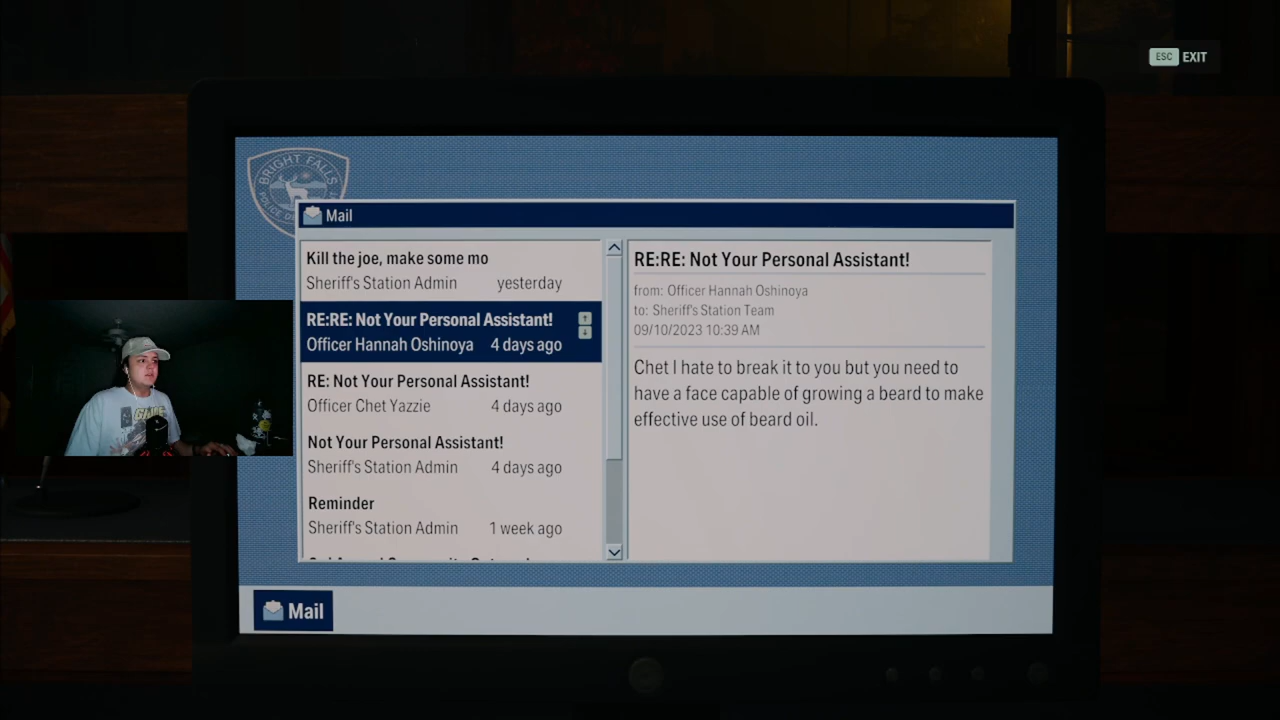 ESC EXIT
BRIGHT FALLS
Mail
Kill the joe, make some mo
Sheriff's Station Admin yesterday
RE:RE: Not Your Personal Assistant!
Officer Hannah Oshinoya 4 days ago
RE: Not Your Personal Assistant!
Officer Chet Yazzie 4 days ago
Not Your Personal Assistant!
Sheriff's Station Admin 4 days ago
Reminder
Sheriff's Station Admin 1 week ago
RE:RE: Not Your Personal Assistant!
from: Officer Hannah Oshinoya
to: Sheriff's Station Team
09/10/2023 10:39 AM
Chet I hate to break it to you but you need to
have a face capable of growing a beard to make
effective use of beard oil.
Mail